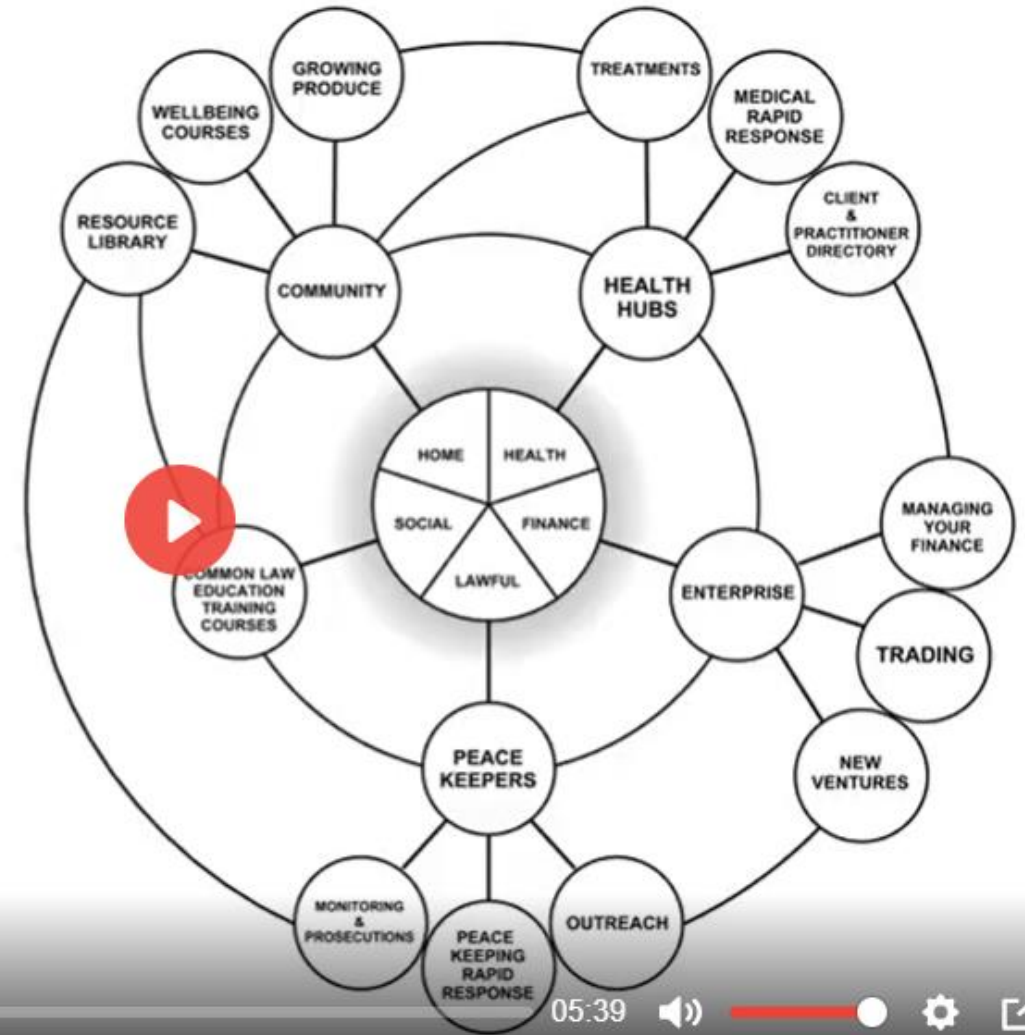 GROWING
PRODUCE
TREATMENTS
WELLBEING
COURSES
MEDICAL
RAPID
RESPONSE
RESOURCE
LIBRARY
CLIENT
&
PRACTITIONER
DIRECTORY
COMMUNITY
HEALTH
HUBS
HOME
HEALTH
SOCIAL
FINANCE
LAWFUL
MANAGING
YOUR
FINANCE
COMMON LAW
EDUCATION
TRAINING
COURSES
ENTERPRISE
TRADING
PEACE
KEEPERS
NEW
VENTURES
MONITORING
&
PROSECUTIONS
PEACE
KEEPING
RAPID
RESPONSE
OUTREACH
05:39